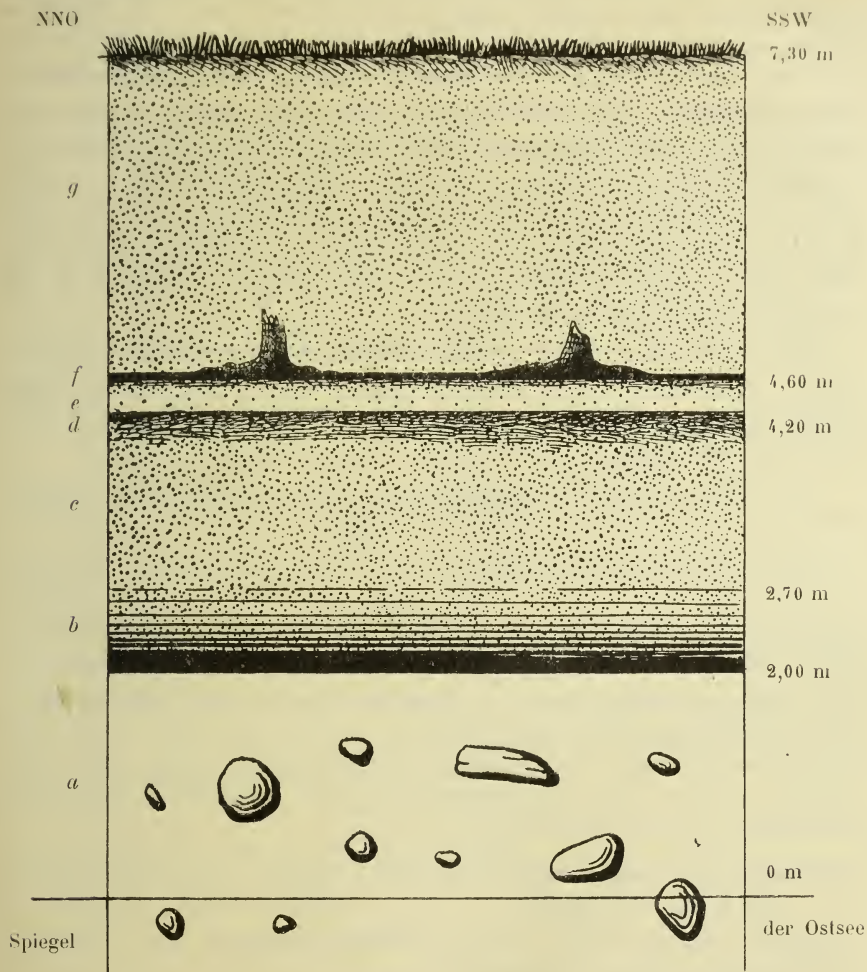 NNO SSW
7,30 m
g
f
4,60 m
e
d 4,20 m
c
2,70 m
b
2,00 m
a
0 m
Spiegel der Ostsee